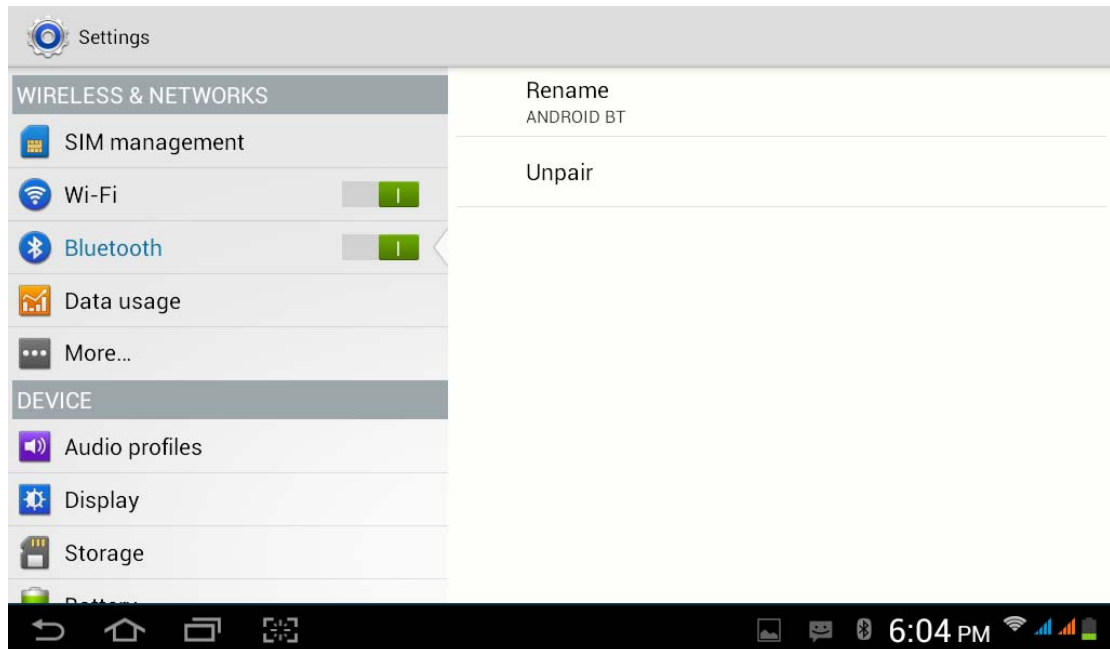 Settings
WIRELESS & NETWORKS
SIM management
Wi-Fi
Bluetooth
Data usage
More...
DEVICE
Audio profiles
Display
Storage
Rename
ANDROID BT
Unpair
6:04 PM